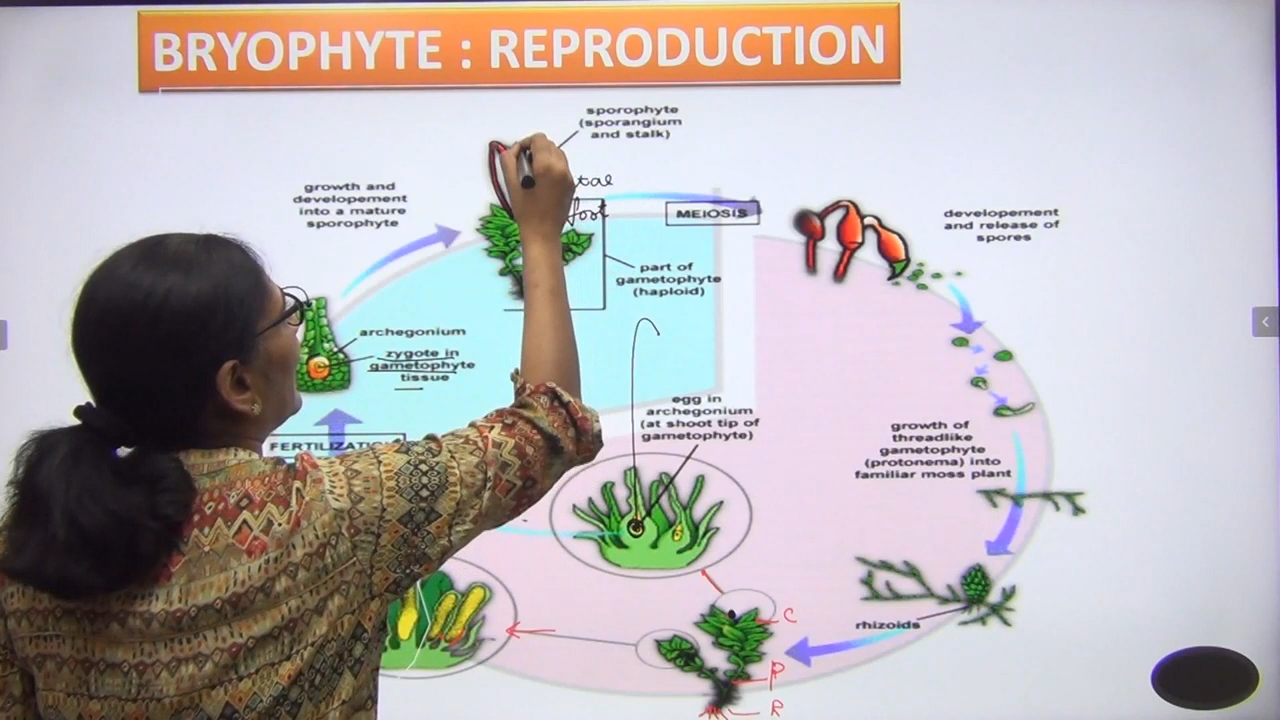 BRYOPHYTE : REPRODUCTION
sporophyte
(sporangium
and stalk)
growth and
developement
into a mature
sporophyte
foot
MEIOSIS
developement
and release of
spores
part of
gametophyte
(haploid)
archegonium
zygote in
gametophyte
tissue
egg in
archegonium
(at shoot tip of
gametophyte)
growth of
threadlike
gametophyte
(protonema) into
familiar moss plant
rhizoids
C
P
R